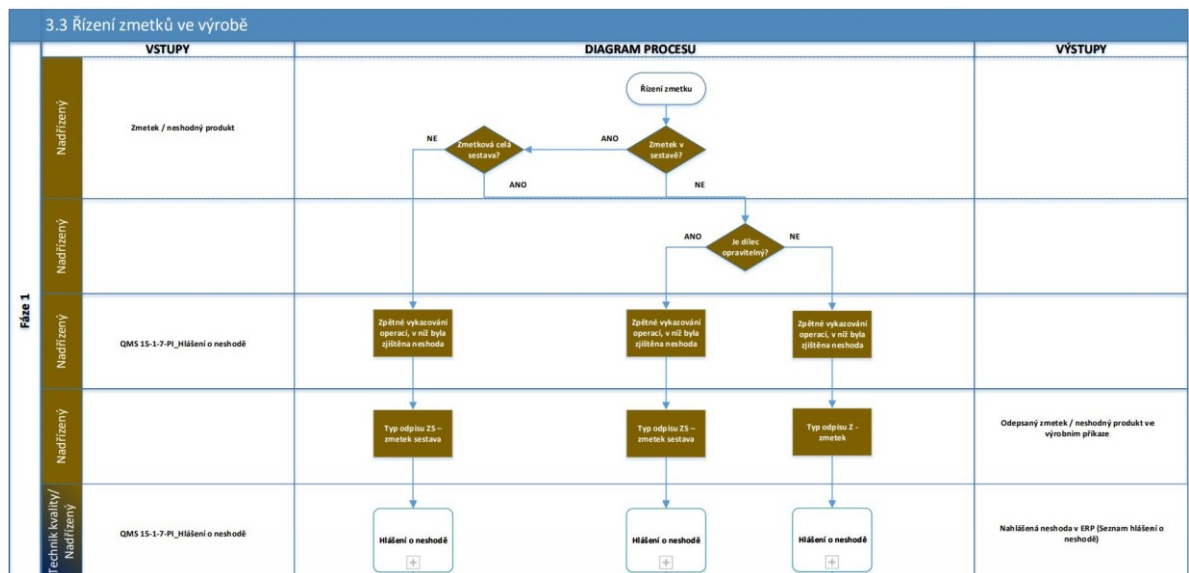 3.3 Řízení zmetků ve výrobě
VSTUPY
DIAGRAM PROCESU
VÝSTUPY
Fáze 1
Nadřízený
Zmetek / neshodný produkt
Řízení zmetku
NE
Zmetková celá
sestava?
ANO
Zmetek v
sestavě?
ANO
NE
Nadřízený
ANO
Je dílec
opravitelný?
NE
Nadřízený
QMS 15-1-7-PI_Hlášení o neshodě
Zpětné vykazování
operací, v níž byla
zjištěna neshoda
Zpětné vykazování
operací, v níž byla
zjištěna neshoda
Zpětné vykazování
operací, v níž byla
zjištěna neshoda
Nadřízený
Typ odpisu ZS –
zmetek sestava
Typ odpisu ZS –
zmetek sestava
Typ odpisu Z -
zmetek
Odepsaný zmetek / neshodný produkt ve
výrobním příkaze
Technik kvality/
Nadřízený
QMS 15-1-7-PI_Hlášení o neshodě
Hlášení o neshodě
Hlášení o neshodě
Hlášení o neshodě
Nahlášená neshoda v ERP (Seznam hlášení o
neshodě)